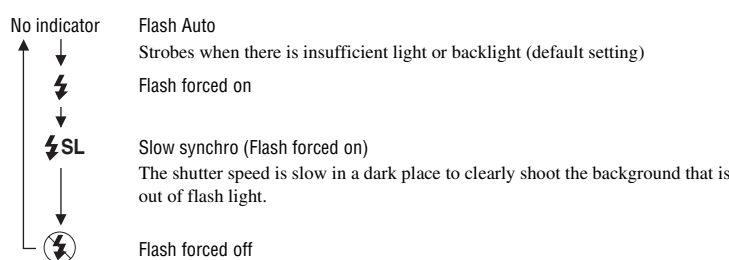 No indicator Flash Auto
Strobes when there is insufficient light or backlight (default setting)
Flash forced on
SL Slow synchro (Flash forced on)
The shutter speed is slow in a dark place to clearly shoot the background that is
out of flash light.
Flash forced off